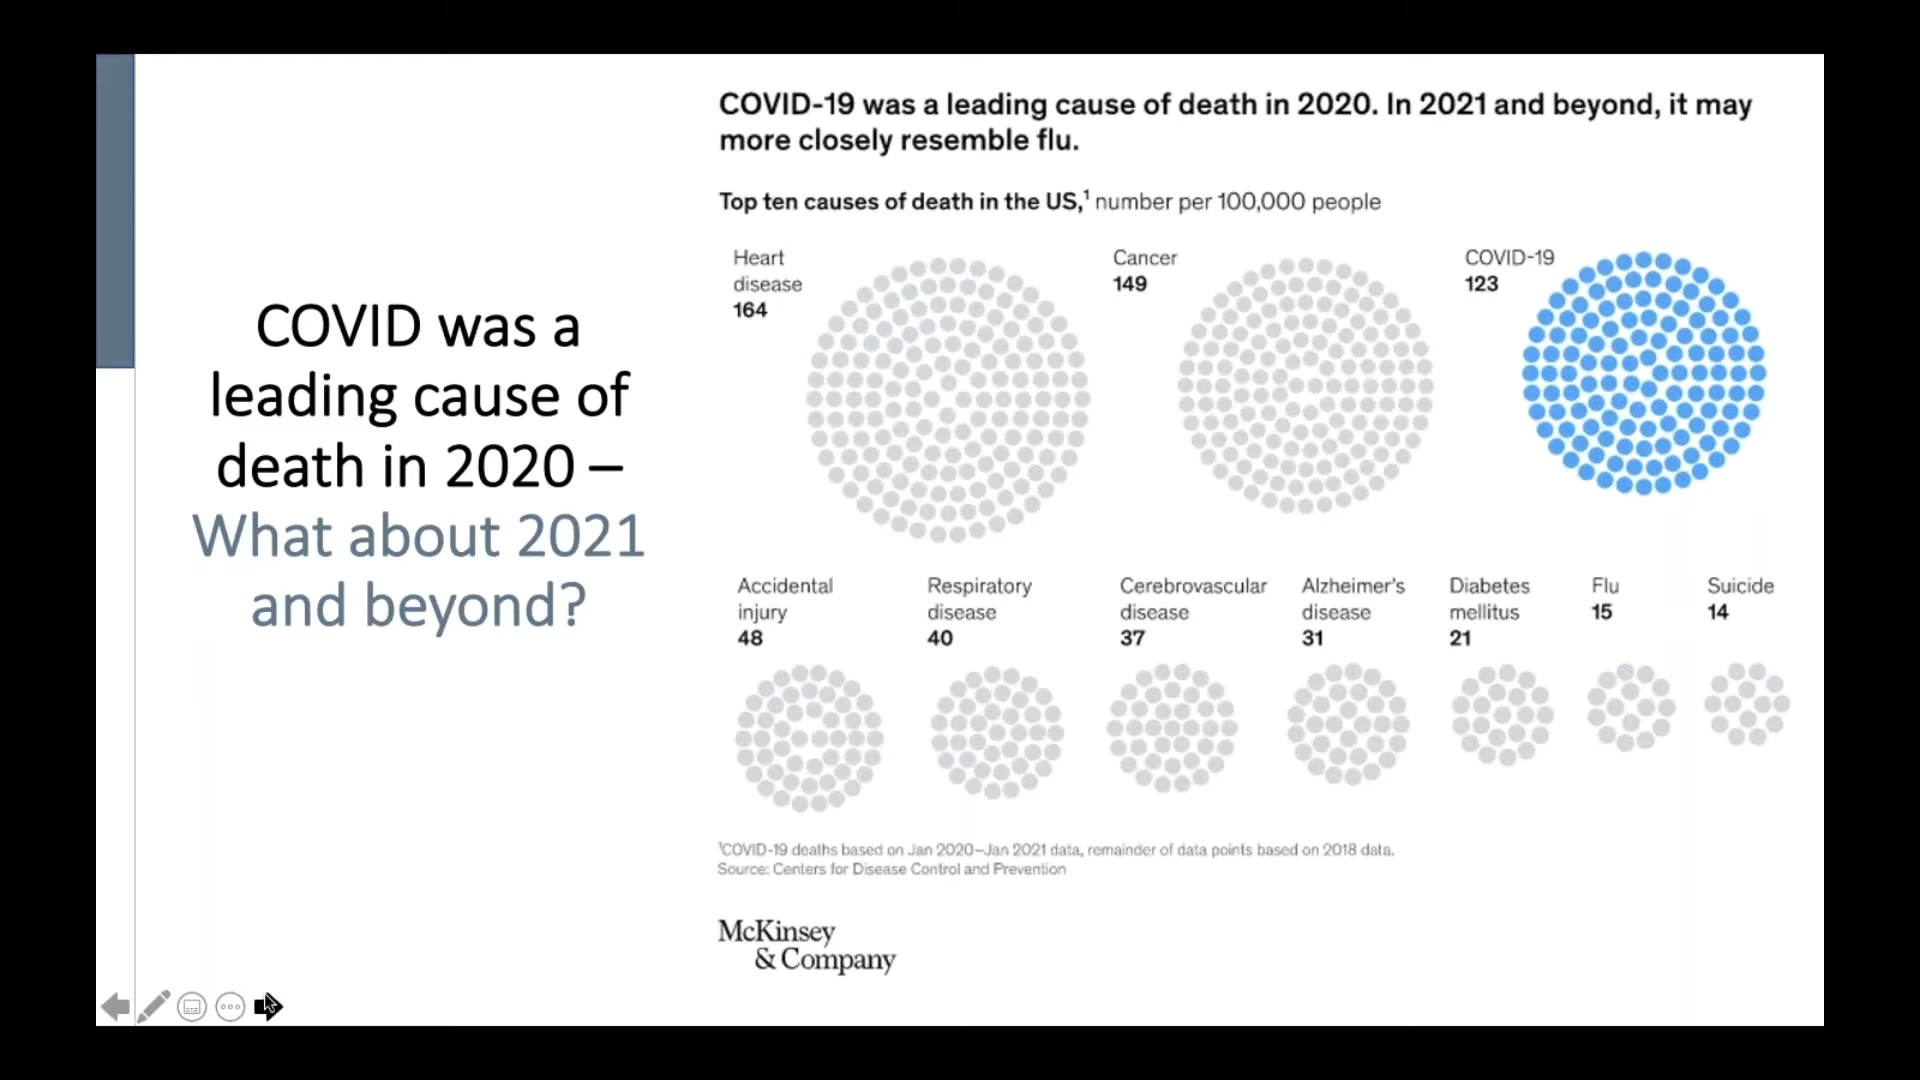 COVID was a
leading cause of
death in 2020 –
What about 2021
and beyond?
COVID-19 was a leading cause of death in 2020. In 2021 and beyond, it may
more closely resemble flu.
Top ten causes of death in the US,¹ number per 100,000 people
Heart
disease
164
Cancer
149
COVID-19
123
Accidental
injury
48
Respiratory
disease
40
Cerebrovascular
disease
37
Alzheimer's
disease
31
Diabetes
mellitus
21
Flu
15
Suicide
14
¹COVID-19 deaths based on Jan 2020–Jan 2021 data, remainder of data points based on 2018 data.
Source: Centers for Disease Control and Prevention
McKinsey
& Company